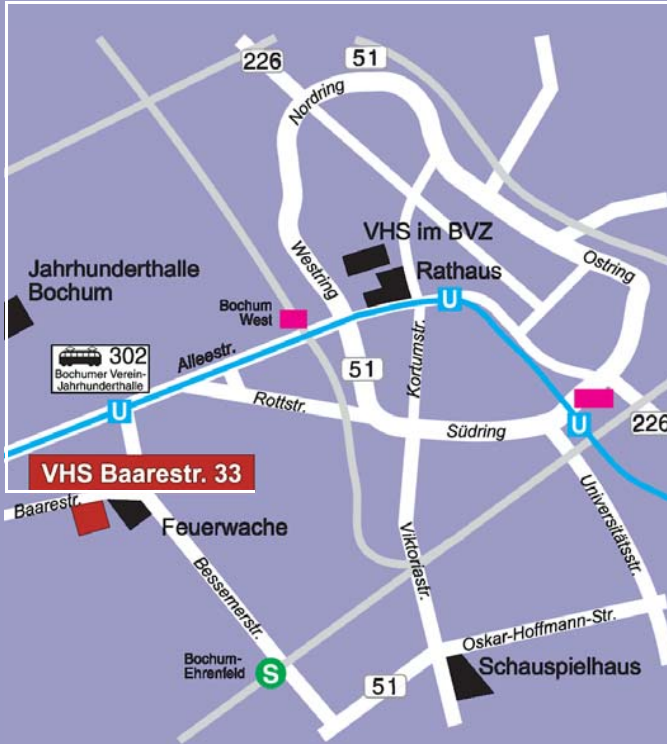 226
51
Nordring
VHS im BVZ
Rathaus
Ostring
Westring
Jahrhunderthalle
Bochum
Bochum
West
U
302
Bochumer Verein-
Jahrhunderthalle
Alleestr.
51
Kortumstr.
Rottstr.
U
Südring
U
226
VHS Baarestr. 33
Baarestr.
Feuerwache
Universitätsstr.
Viktoriastr.
Bessemerstr.
Oskar-Hoffmann-Str.
Bochum-
Ehrenfeld
S
51
Schauspielhaus